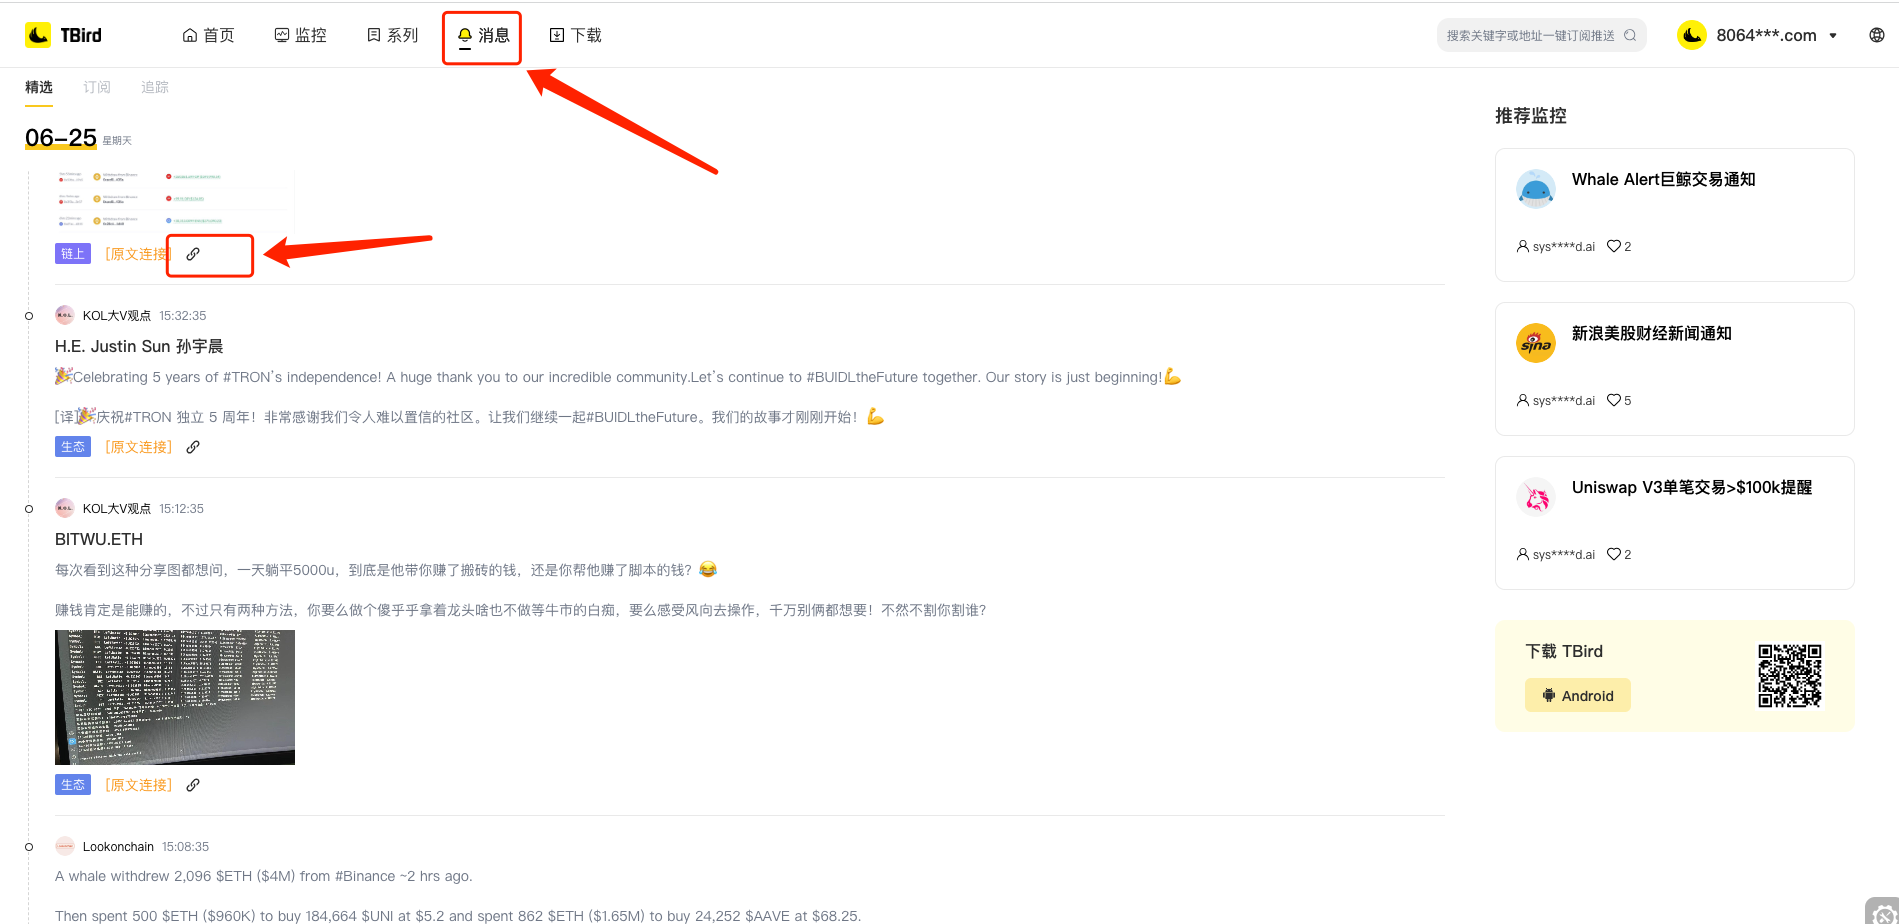 TBird
首页
监控
系列
消息
下载
搜索关键字或地址一键订阅推送
8064***.com
精选
订阅
追踪
06-25 星期天
链上 [原文连接]
KOL大V观点 15:32:35
H.E. Justin Sun 孙宇晨
🎉Celebrating 5 years of #TRON's independence! A huge thank you to our incredible community.Let's continue to #BUIDLtheFuture together. Our story is just beginning!💪
[译]🎉庆祝#TRON 独立 5 周年！非常感谢我们令人难以置信的社区。让我们继续一起#BUIDLtheFuture。我们的故事才刚刚开始！💪
生态 [原文连接]
KOL大V观点 15:12:35
BITWU.ETH
每次看到这种分享图都想问，一天躺平5000u，到底是他带你赚了搬砖的钱，还是你帮他赚了脚本的钱？😂
赚钱肯定是能赚的，不过只有两种方法，你要么做个傻乎乎拿着龙头啥也不做等牛市的白痴，要么感受风向去操作，千万别俩都想要！不然不割你割谁？
生态 [原文连接]
Lookonchain 15:08:35
A whale withdrew 2,096 $ETH ($4M) from #Binance ~2 hrs ago.
Then spent 500 $ETH ($960K) to buy 184,664 $UNI at $5.2 and spent 862 $ETH ($1.65M) to buy 24,252 $AAVE at $68.25.
推荐监控
Whale Alert巨鲸交易通知
sys****d.ai 2
sina
新浪美股财经新闻通知
sys****d.ai 5
Uniswap V3单笔交易>$100k提醒
sys****d.ai 2
下载 TBird
Android